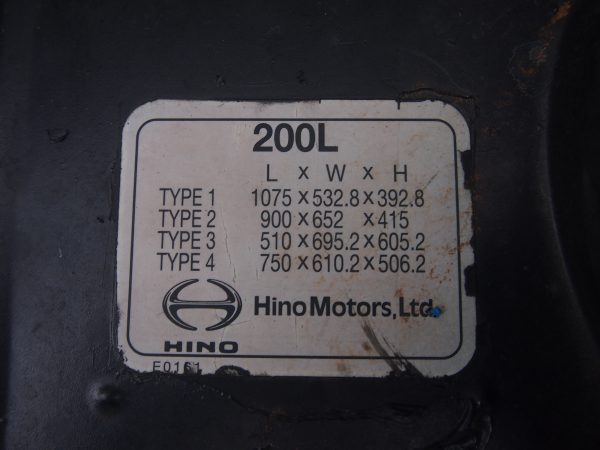 200L
L x W x H
TYPE 1 1075 x 532.8 x 392.8
TYPE 2 900 x 652 x 415
TYPE 3 510 x 695.2 x 605.2
TYPE 4 750 x 610.2 x 506.2
Hino Motors, Ltd.
HINO
E0161